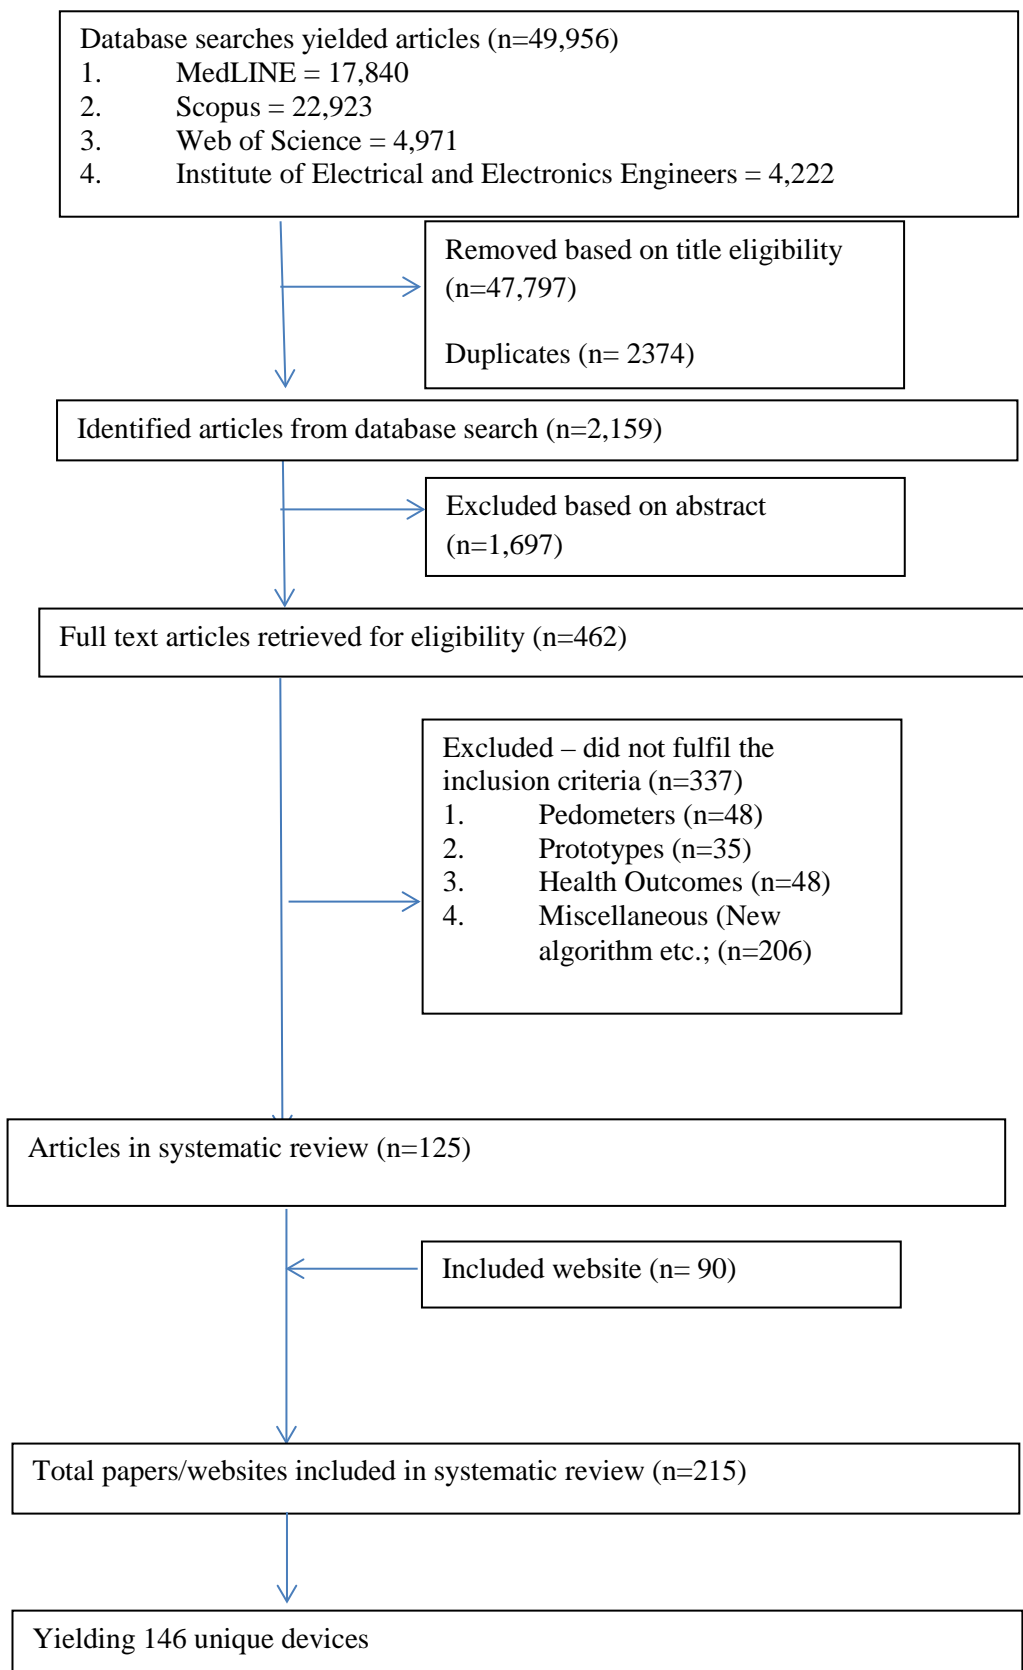 Database searches yielded articles (n=49,956)
1. MedLINE = 17,840
2. Scopus = 22,923
3. Web of Science = 4,971
4. Institute of Electrical and Electronics Engineers = 4,222
Removed based on title eligibility
(n=47,797)
Duplicates (n= 2374)
Identified articles from database search (n=2,159)
Excluded based on abstract
(n=1,697)
Full text articles retrieved for eligibility (n=462)
Excluded – did not fulfil the
inclusion criteria (n=337)
1. Pedometers (n=48)
2. Prototypes (n=35)
3. Health Outcomes (n=48)
4. Miscellaneous (New
algorithm etc.; (n=206)
Articles in systematic review (n=125)
Included website (n= 90)
Total papers/websites included in systematic review (n=215)
Yielding 146 unique devices